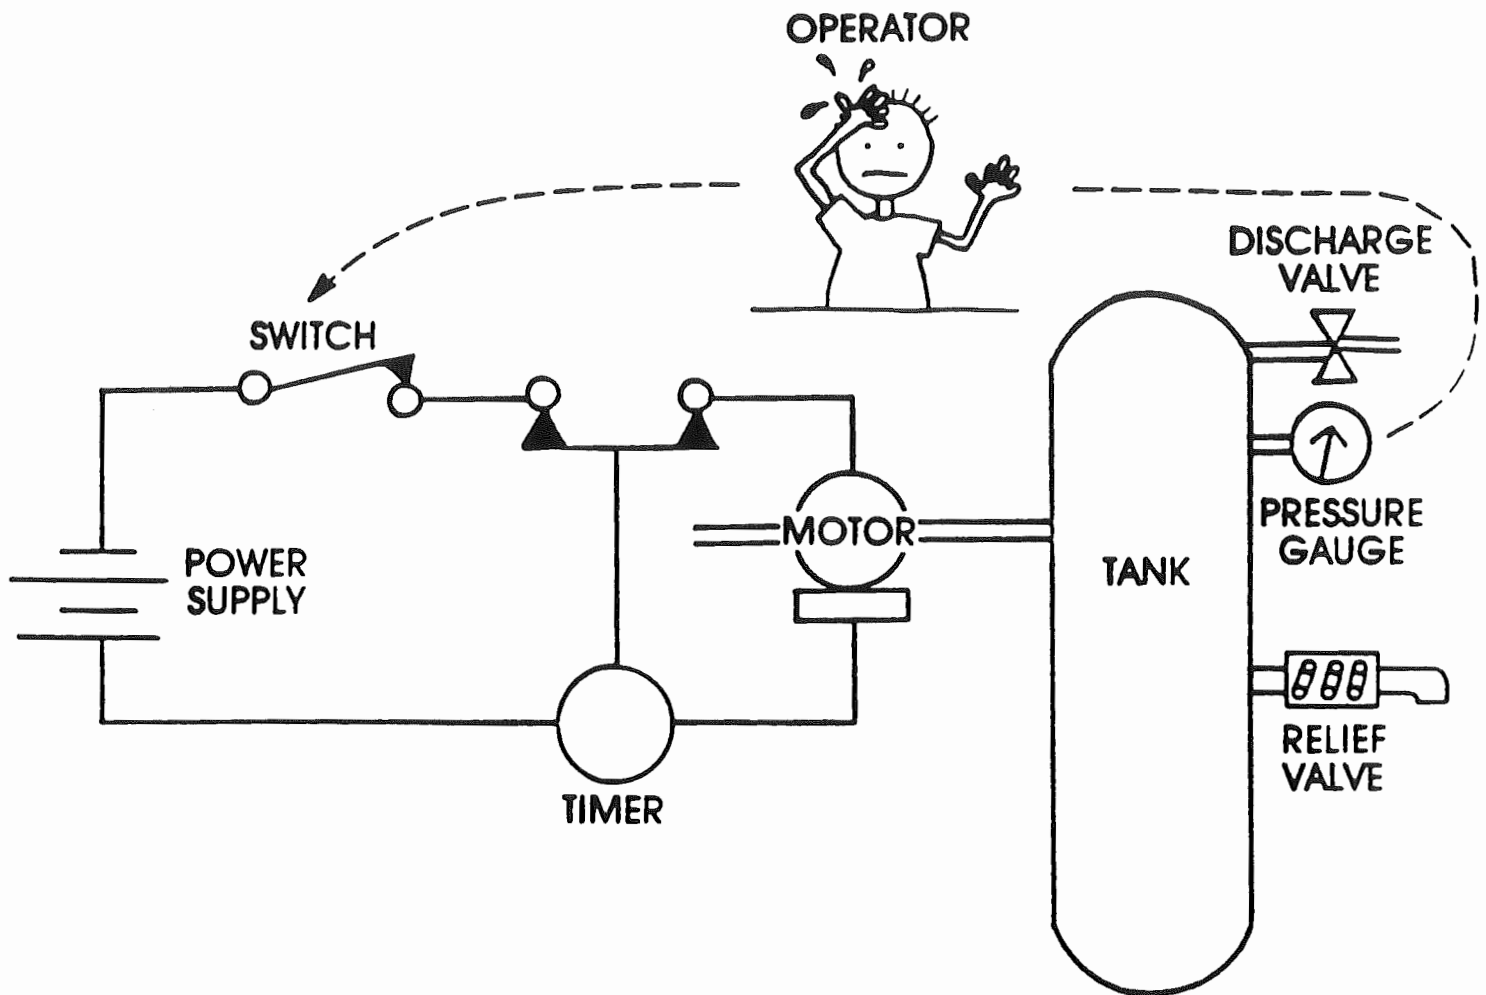 OPERATOR
DISCHARGE
VALVE
SWITCH
POWER
SUPPLY
MOTOR
TANK
PRESSURE
GAUGE
RELIEF
VALVE
TIMER